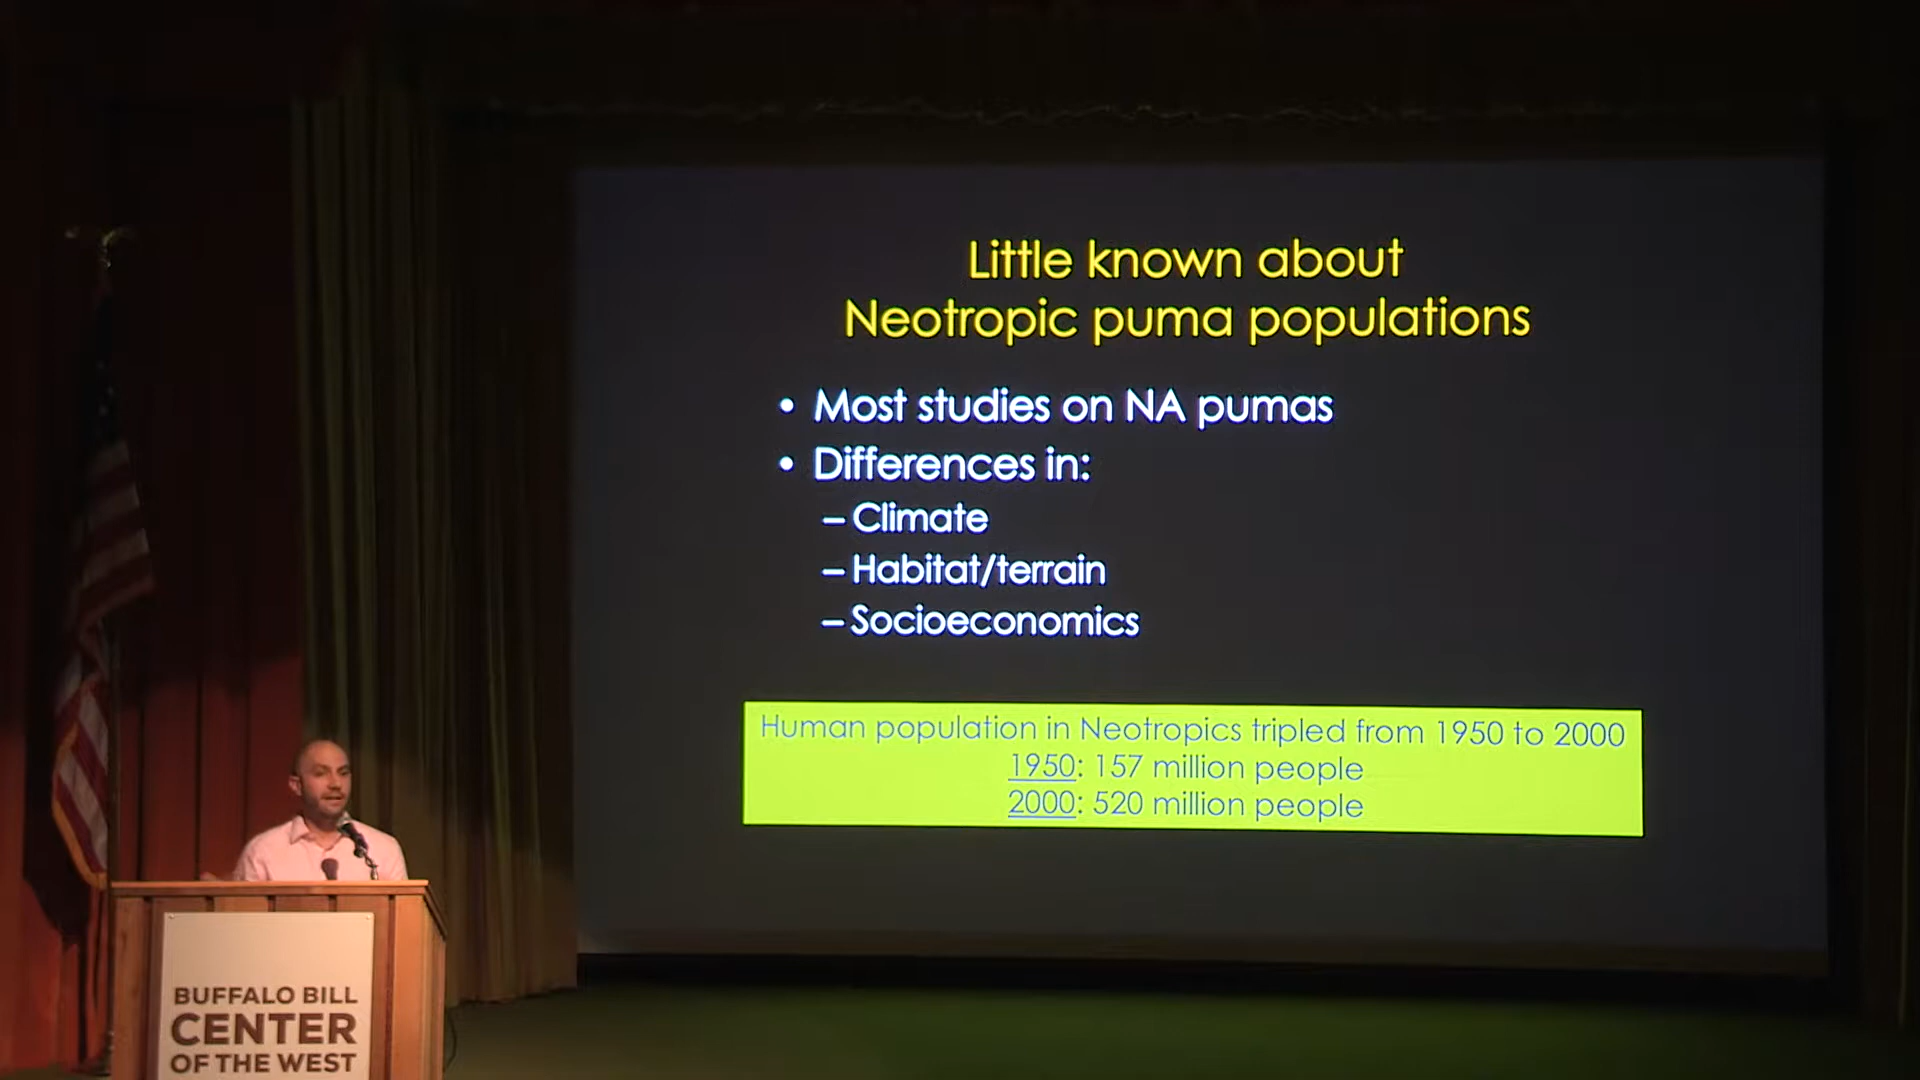 Little known about
Neotropic puma populations
• Most studies on NA pumas
• Differences in:
– Climate
– Habitat/terrain
– Socioeconomics
Human population in Neotropics tripled from 1950 to 2000
1950: 157 million people
2000: 520 million people
BUFFALO BILL
CENTER
OF THE WEST